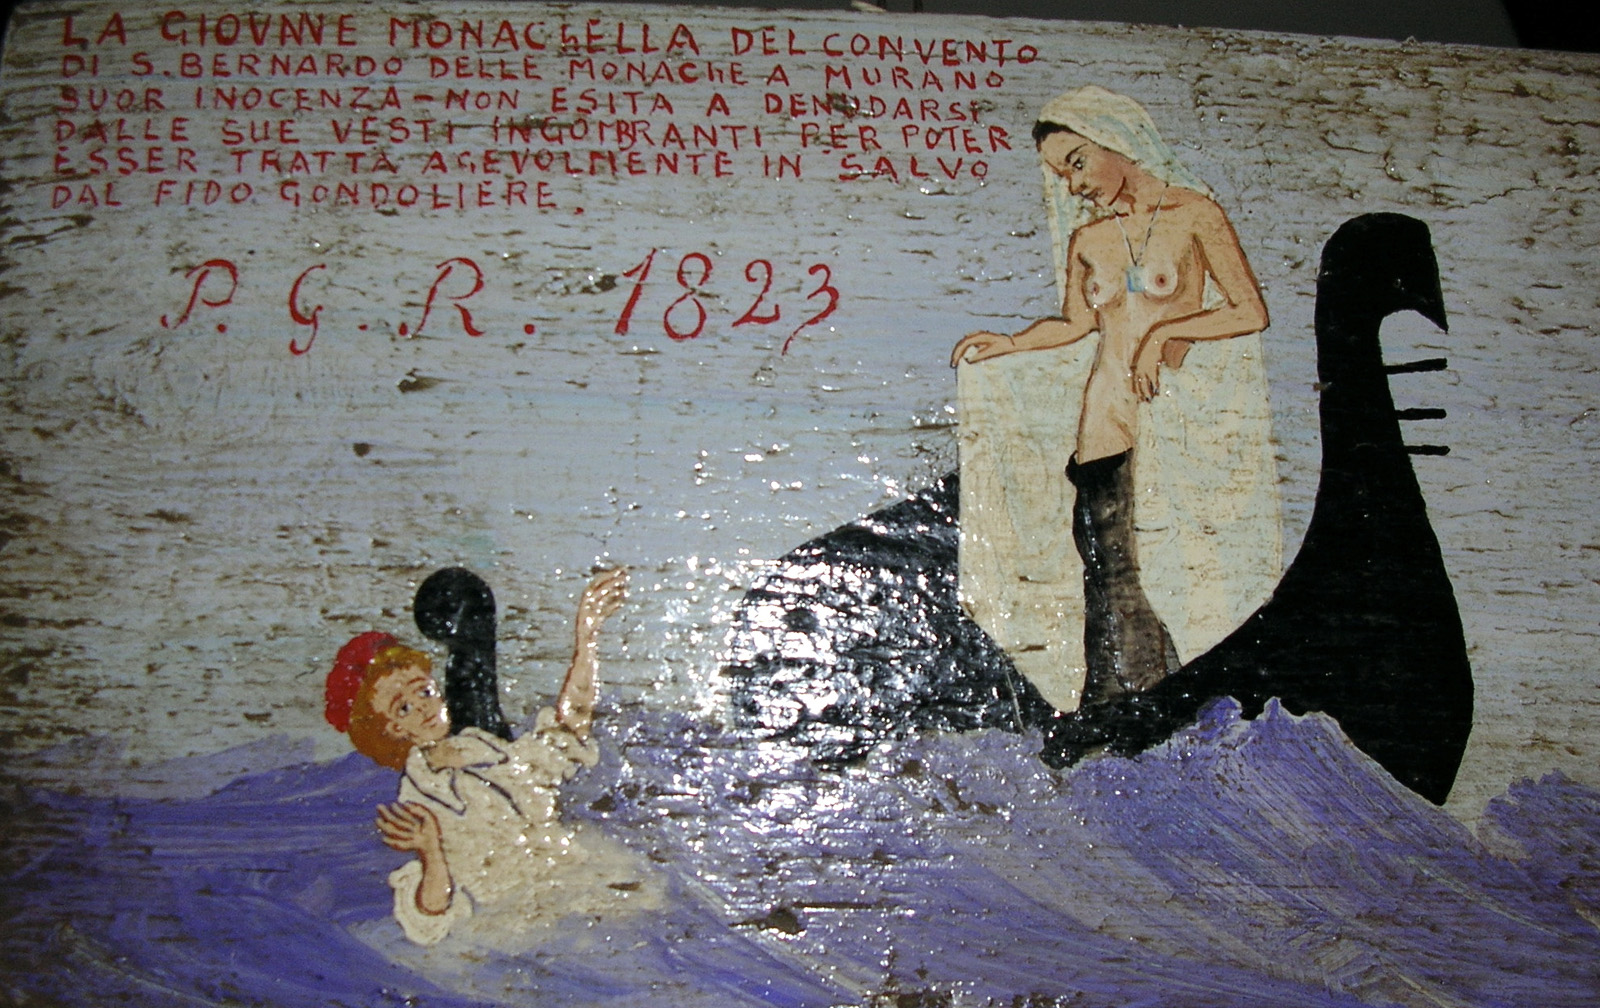 LA GIOVANE MONACHELLA DEL CONVENTO
DI S. BERNARDO DELLE MONAChE A MURANO
SUOR INOCENZA - NON ESITA A DENUDARSI
DALLE SUE VESTI INGOMBRANTI PER POTER
ESSER TRATTA AGEVOLMENTE IN SALVO
DAL FIDO GONDOLIERE.
P. G. R. 1823